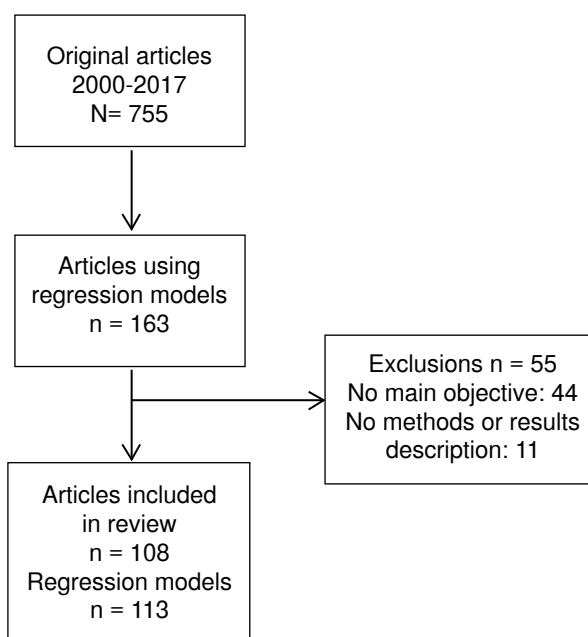 Original articles
2000-2017
N= 755
Articles using
regression models
n = 163
Exclusions n = 55
No main objective: 44
No methods or results
description: 11
Articles included
in review
n = 108
Regression models
n = 113